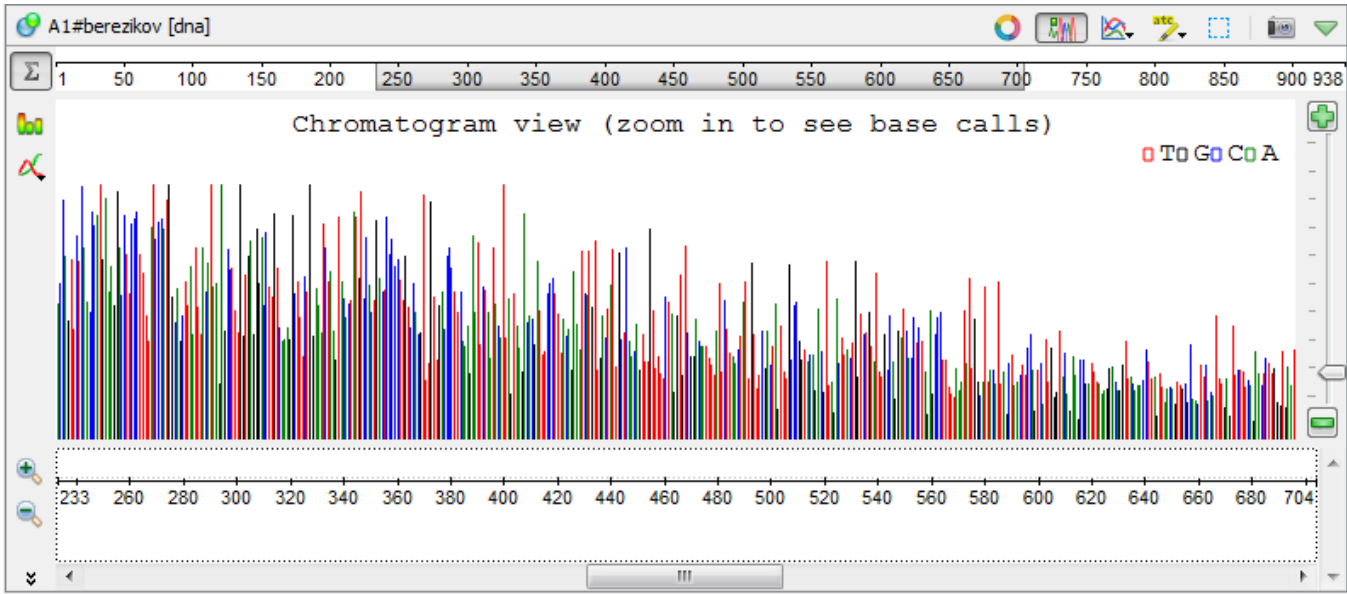 A1#berezikov [dna]
atc
Σ 1 50 100 150 200 250 300 350 400 450 500 550 600 650 700 750 800 850 900 938
Chromatogram view (zoom in to see base calls)
T G C A
233 260 280 300 320 340 360 380 400 420 440 460 480 500 520 540 560 580 600 620 640 660 680 704